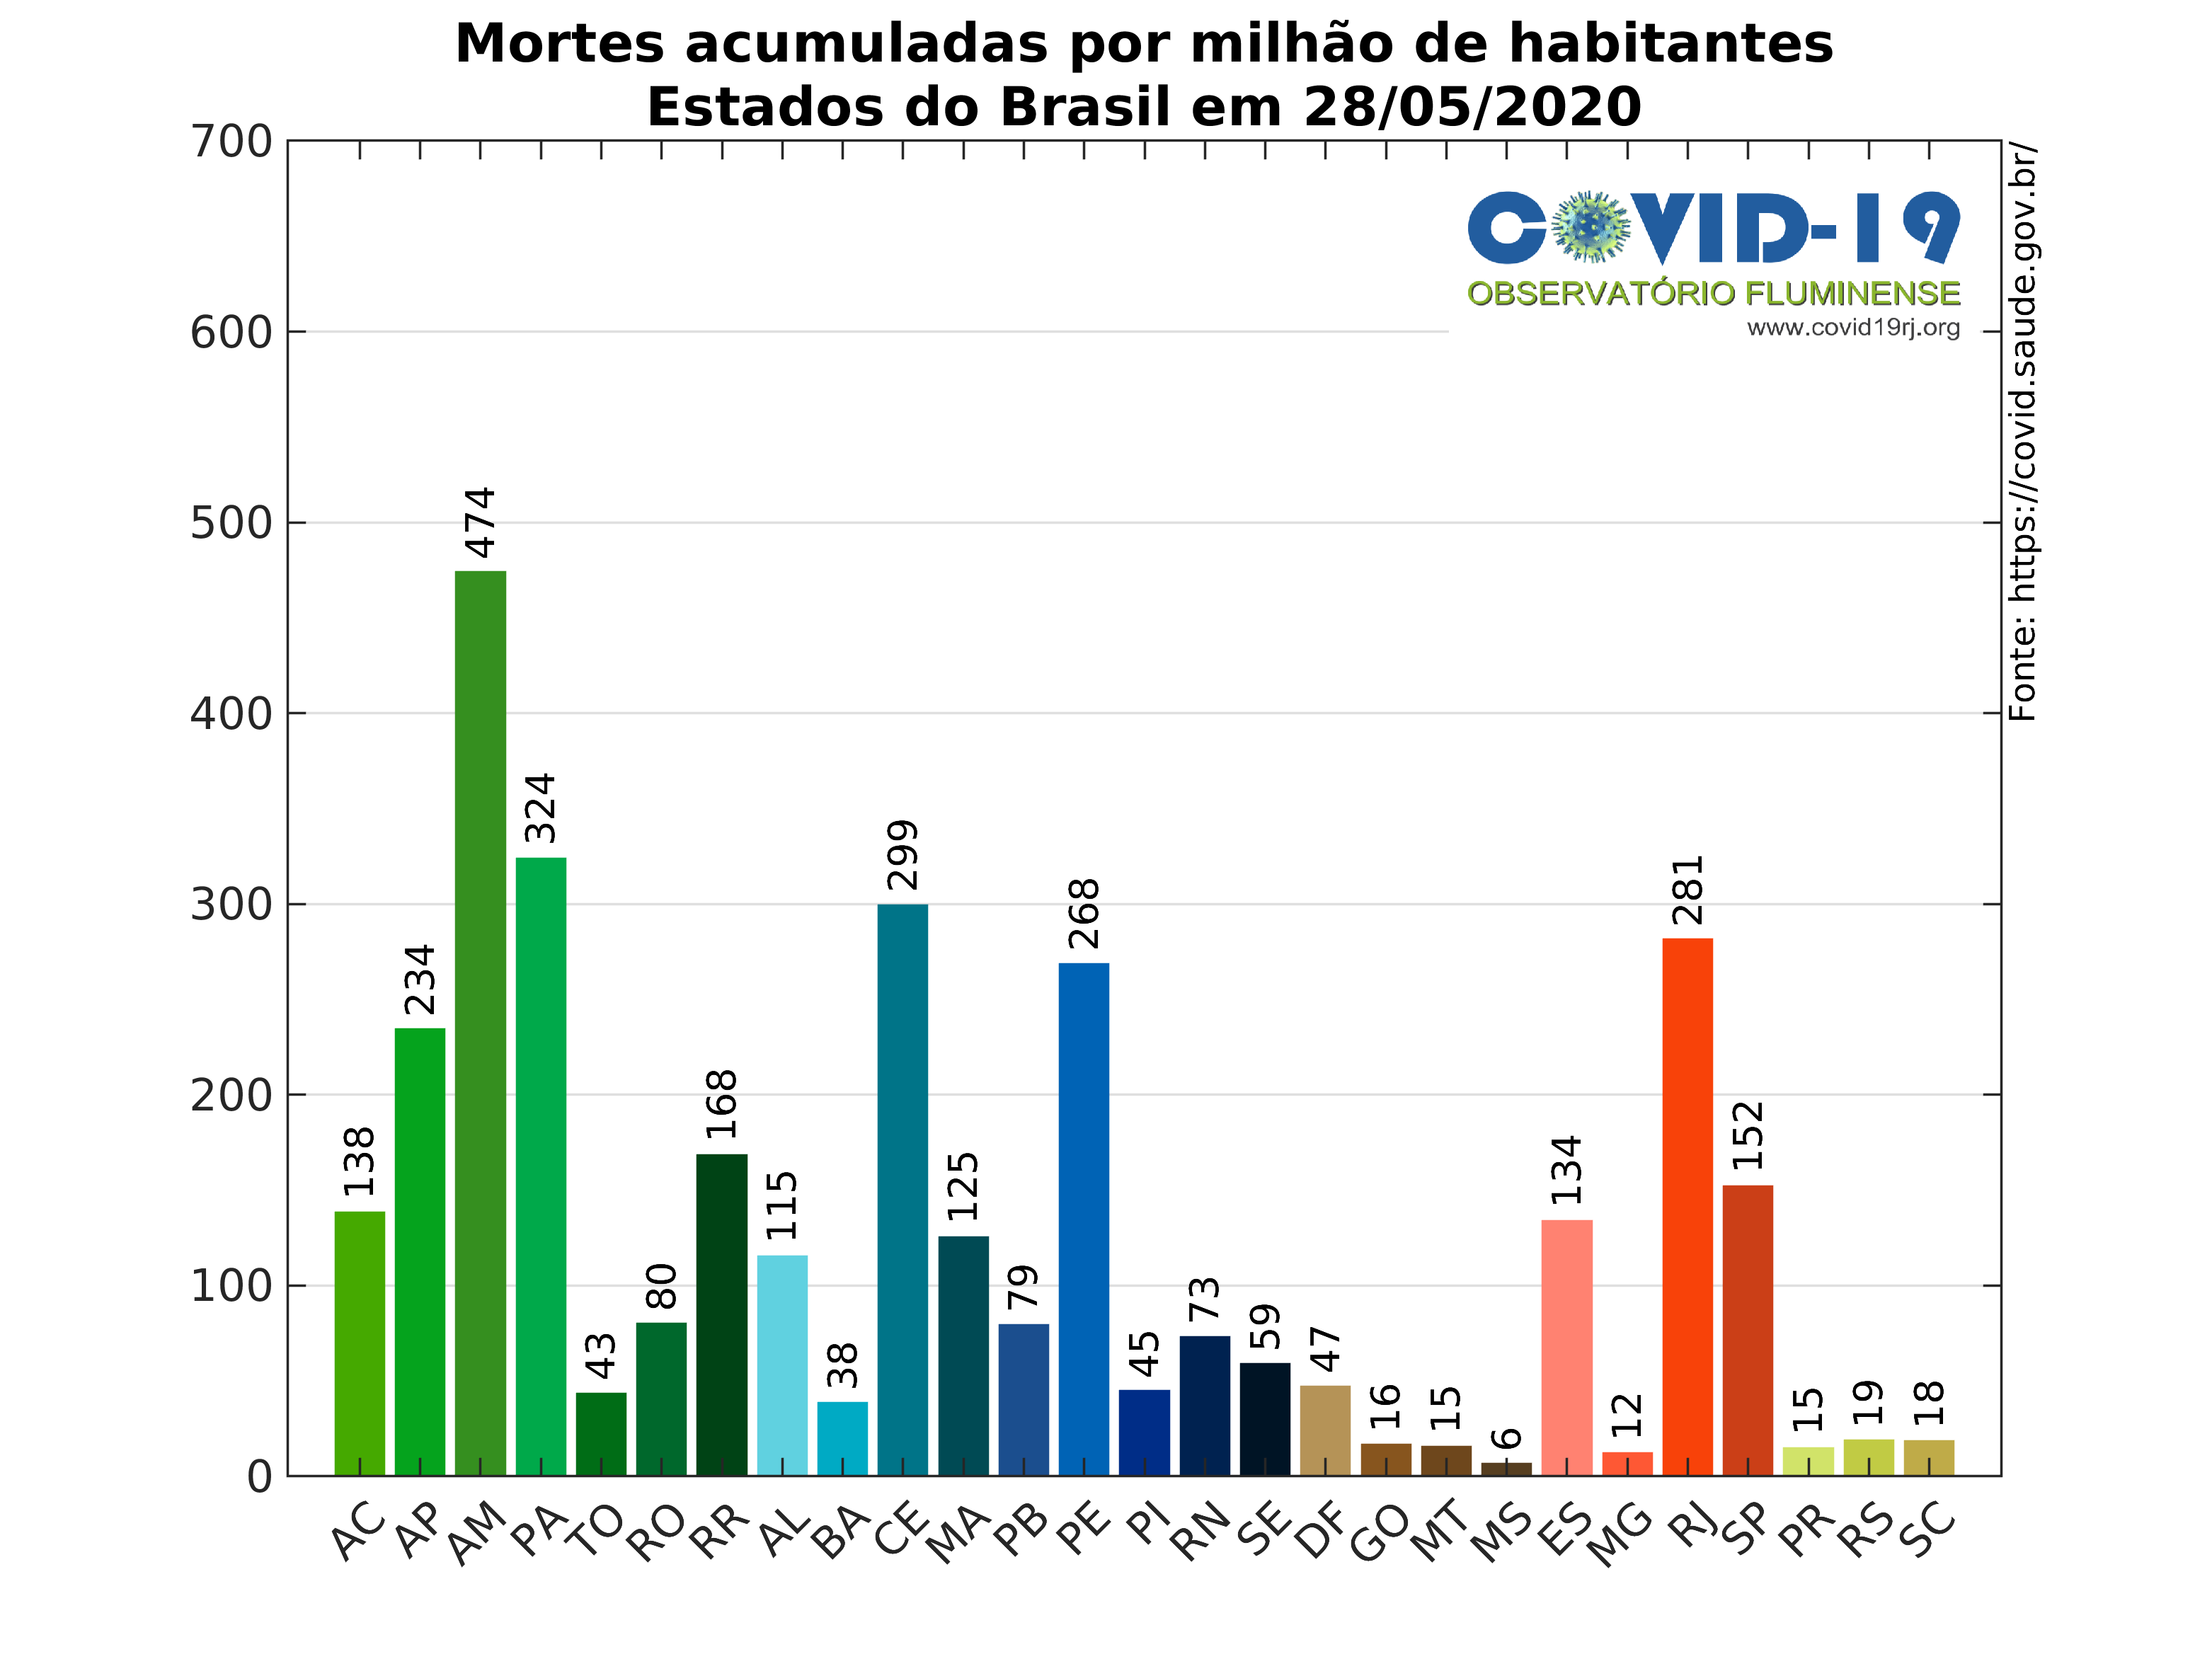 Mortes acumuladas por milhão de habitantes
Estados do Brasil em 28/05/2020
COVID-19
OBSERVATÓRIO FLUMINENSE
www.covid19rj.org
Fonte: https://covid.saude.gov.br/
700
600
500
400
300
200
100
0
138
234
474
324
43
80
168
115
38
299
125
79
268
45
73
59
47
16
15
6
134
12
281
152
15
19
18
AC
AP
AM
PA
TO
RO
RR
AL
BA
CE
MA
PB
PE
PI
RN
SE
DF
GO
MT
MS
ES
MG
RJ
SP
PR
RS
SC